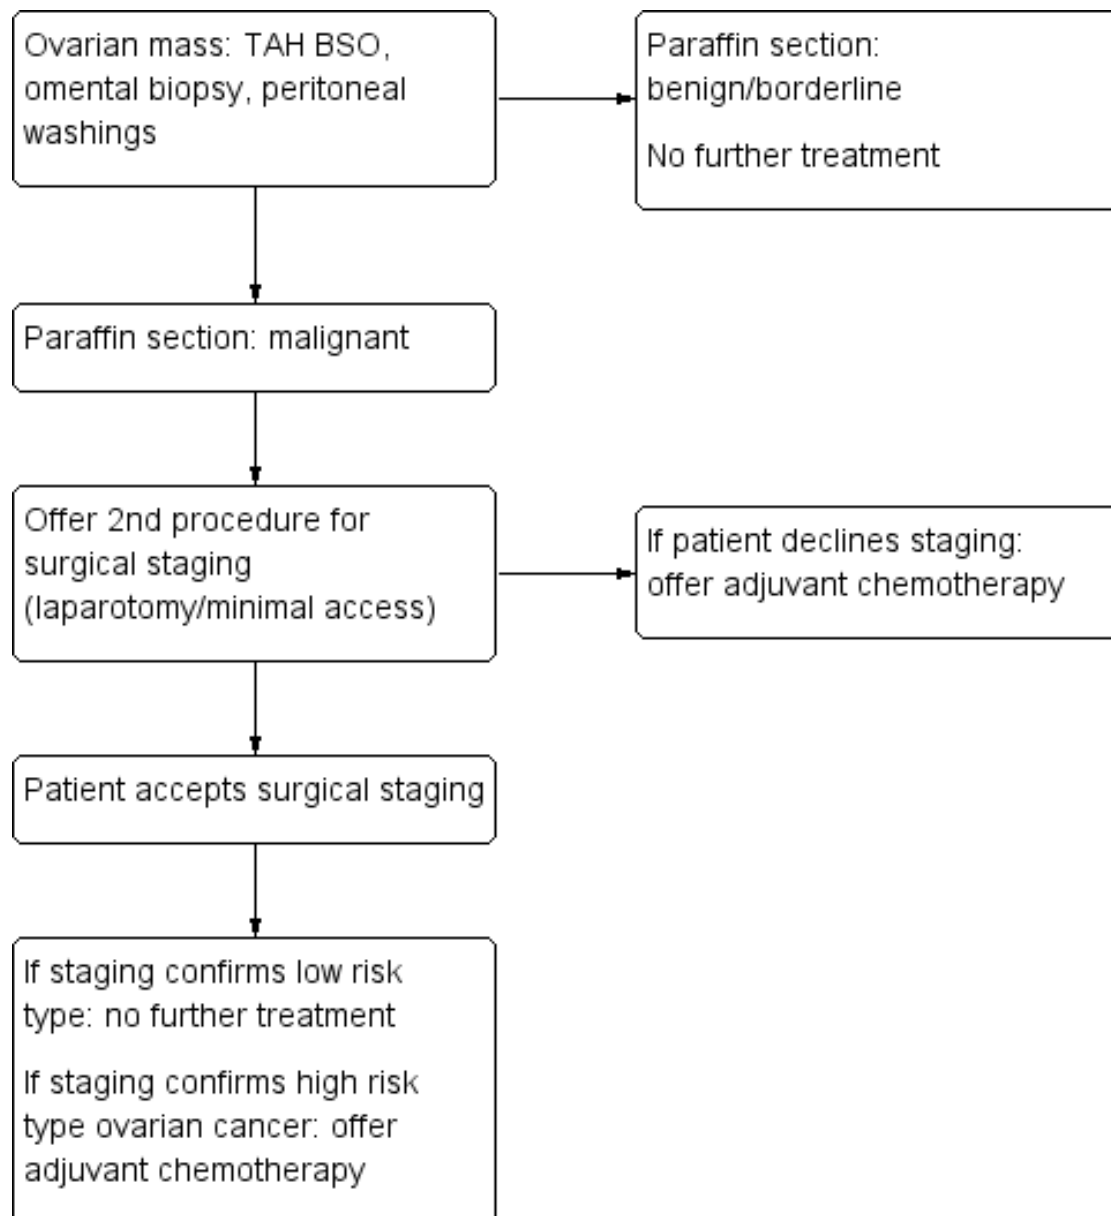 Ovarian mass: TAH BSO,
omental biopsy, peritoneal
washings
Paraffin section:
benign/borderline
No further treatment
Paraffin section: malignant
Offer 2nd procedure for
surgical staging
(laparotomy/minimal access)
If patient declines staging:
offer adjuvant chemotherapy
Patient accepts surgical staging
If staging confirms low risk
type: no further treatment
If staging confirms high risk
type ovarian cancer: offer
adjuvant chemotherapy